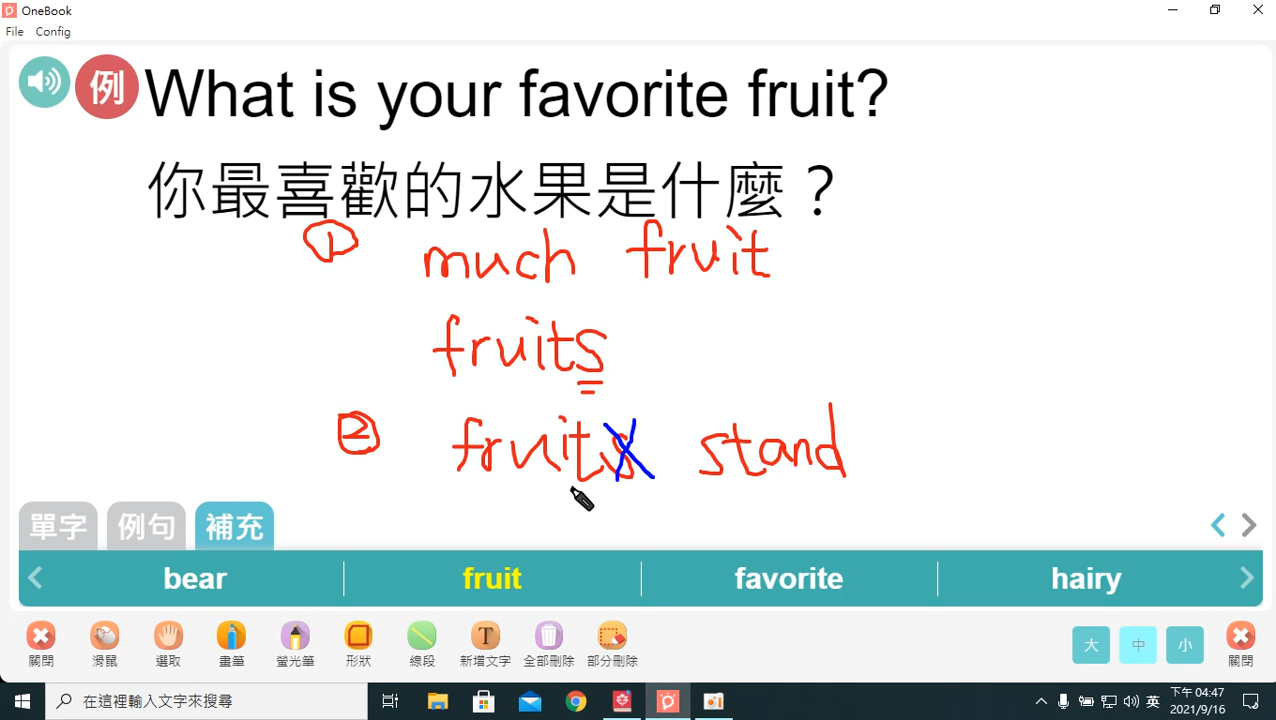 OneBook
File Config
例 What is your favorite fruit?
你最喜歡的水果是什麼？
① much fruit
fruits
② fruits stand
單字 例句 補充
bear fruit favorite hairy
關閉 滑鼠 選取 畫筆 螢光筆 形狀 線段 新增文字 全部刪除 部分刪除 大 中 小 關閉
在這裡輸入文字來搜尋
英
下午 04:47
2021/9/16